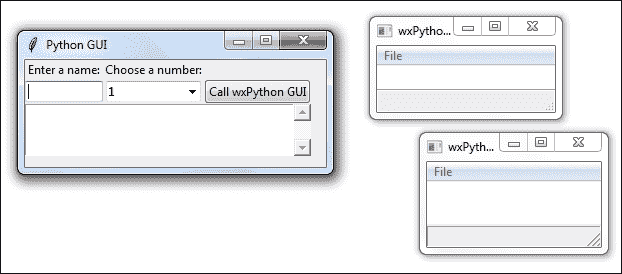 Python GUI
Enter a name: Choose a number:
1
Call wxPython GUI
wxPytho...
File
wxPyth...
File